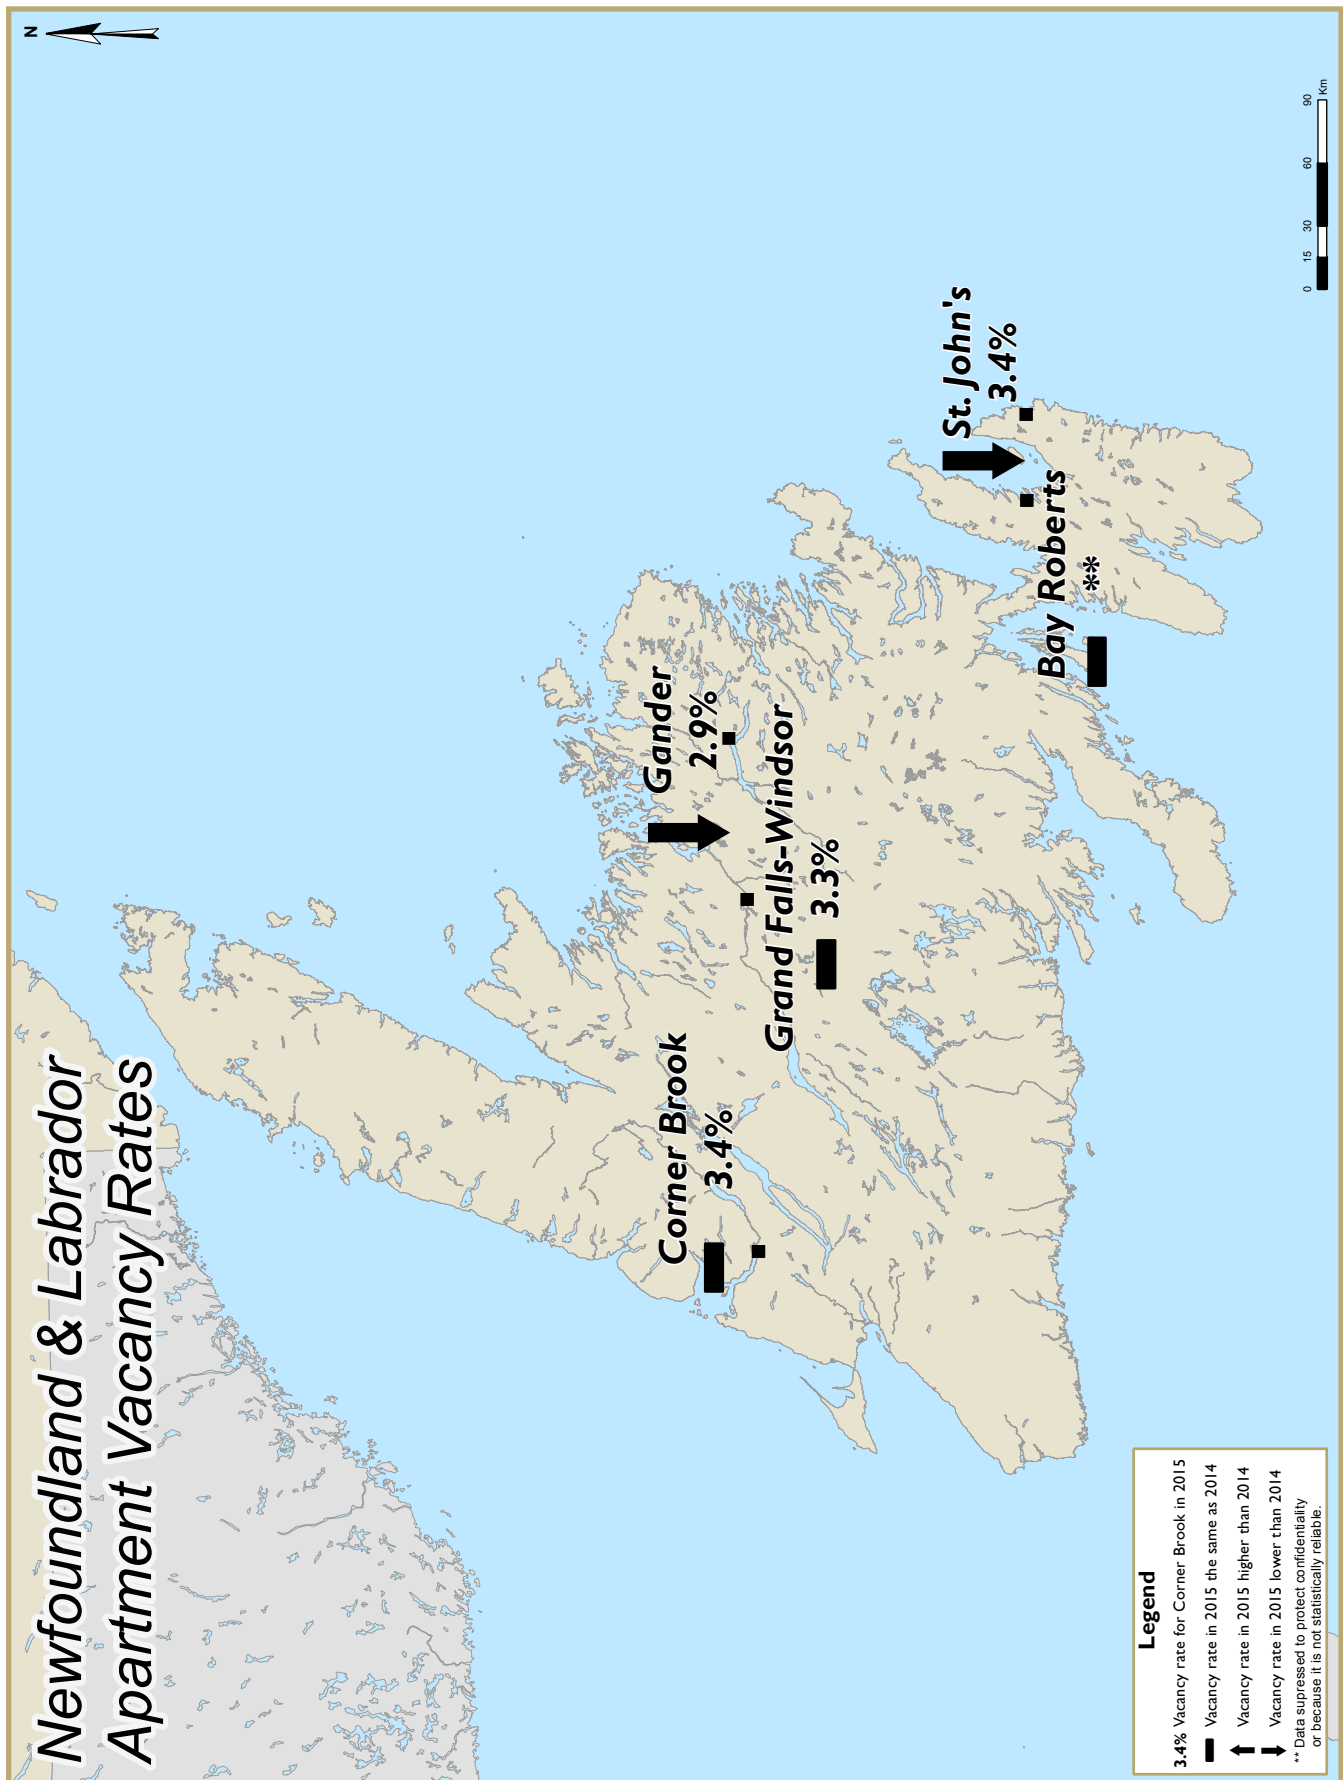 Newfoundland & Labrador
Apartment Vacancy Rates
N
Corner Brook
3.4%
Gander
2.9%
Grand Falls-Windsor
3.3%
St. John's
3.4%
Bay Roberts
**
Legend
3.4% Vacancy rate for Corner Brook in 2015
Vacancy rate in 2015 the same as 2014
Vacancy rate in 2015 higher than 2014
Vacancy rate in 2015 lower than 2014
** Data supressed to protect confidentiality
or because it is not statistically reliable.
0 15 30 60 90
Km